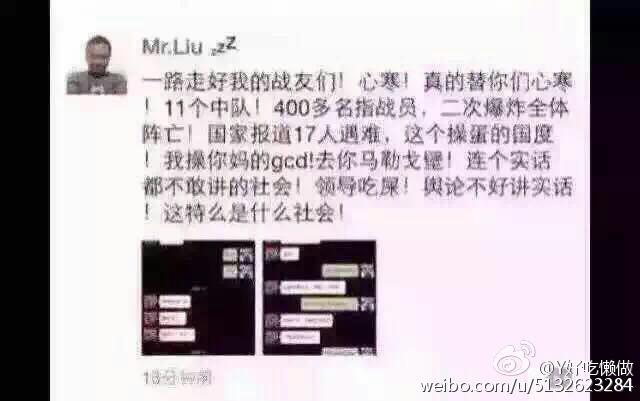 Mr.Liu zzZ
一路走好我的战友们！心寒！真的替你们心寒
！11个中队！400多名指战员，二次爆炸全体
阵亡！国家报道17人遇难，这个操蛋的国度
！我操你妈的gcd!去你马勒戈��！连个实话
都不敢讲的社会！领导吃屎！舆论不好讲实话
！这特么是什么社会！
@Y好吃懒做
weibo.com/u/5132623284